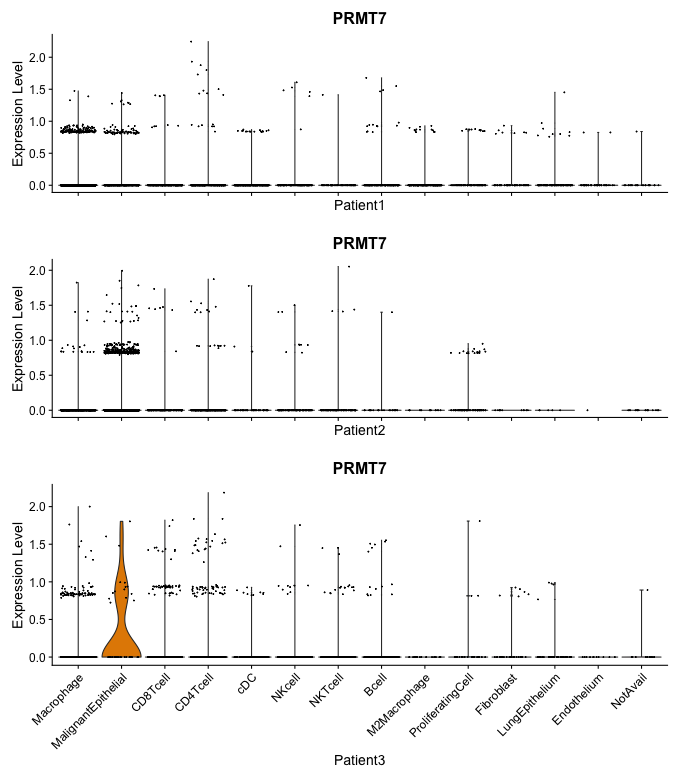 PRMT7
Expression Level
2.0
1.5
1.0
0.5
0.0
Patient1
PRMT7
Expression Level
2.0
1.5
1.0
0.5
0.0
Patient2
PRMT7
Expression Level
2.0
1.5
1.0
0.5
0.0
Macrophage
MalignantEpithelial
CD8Tcell
CD4Tcell
cDC
NKcell
NKTcell
Bcell
M2Macrophage
ProliferatingCell
Fibroblast
LungEpithelium
Endothelium
NotAvail
Patient3